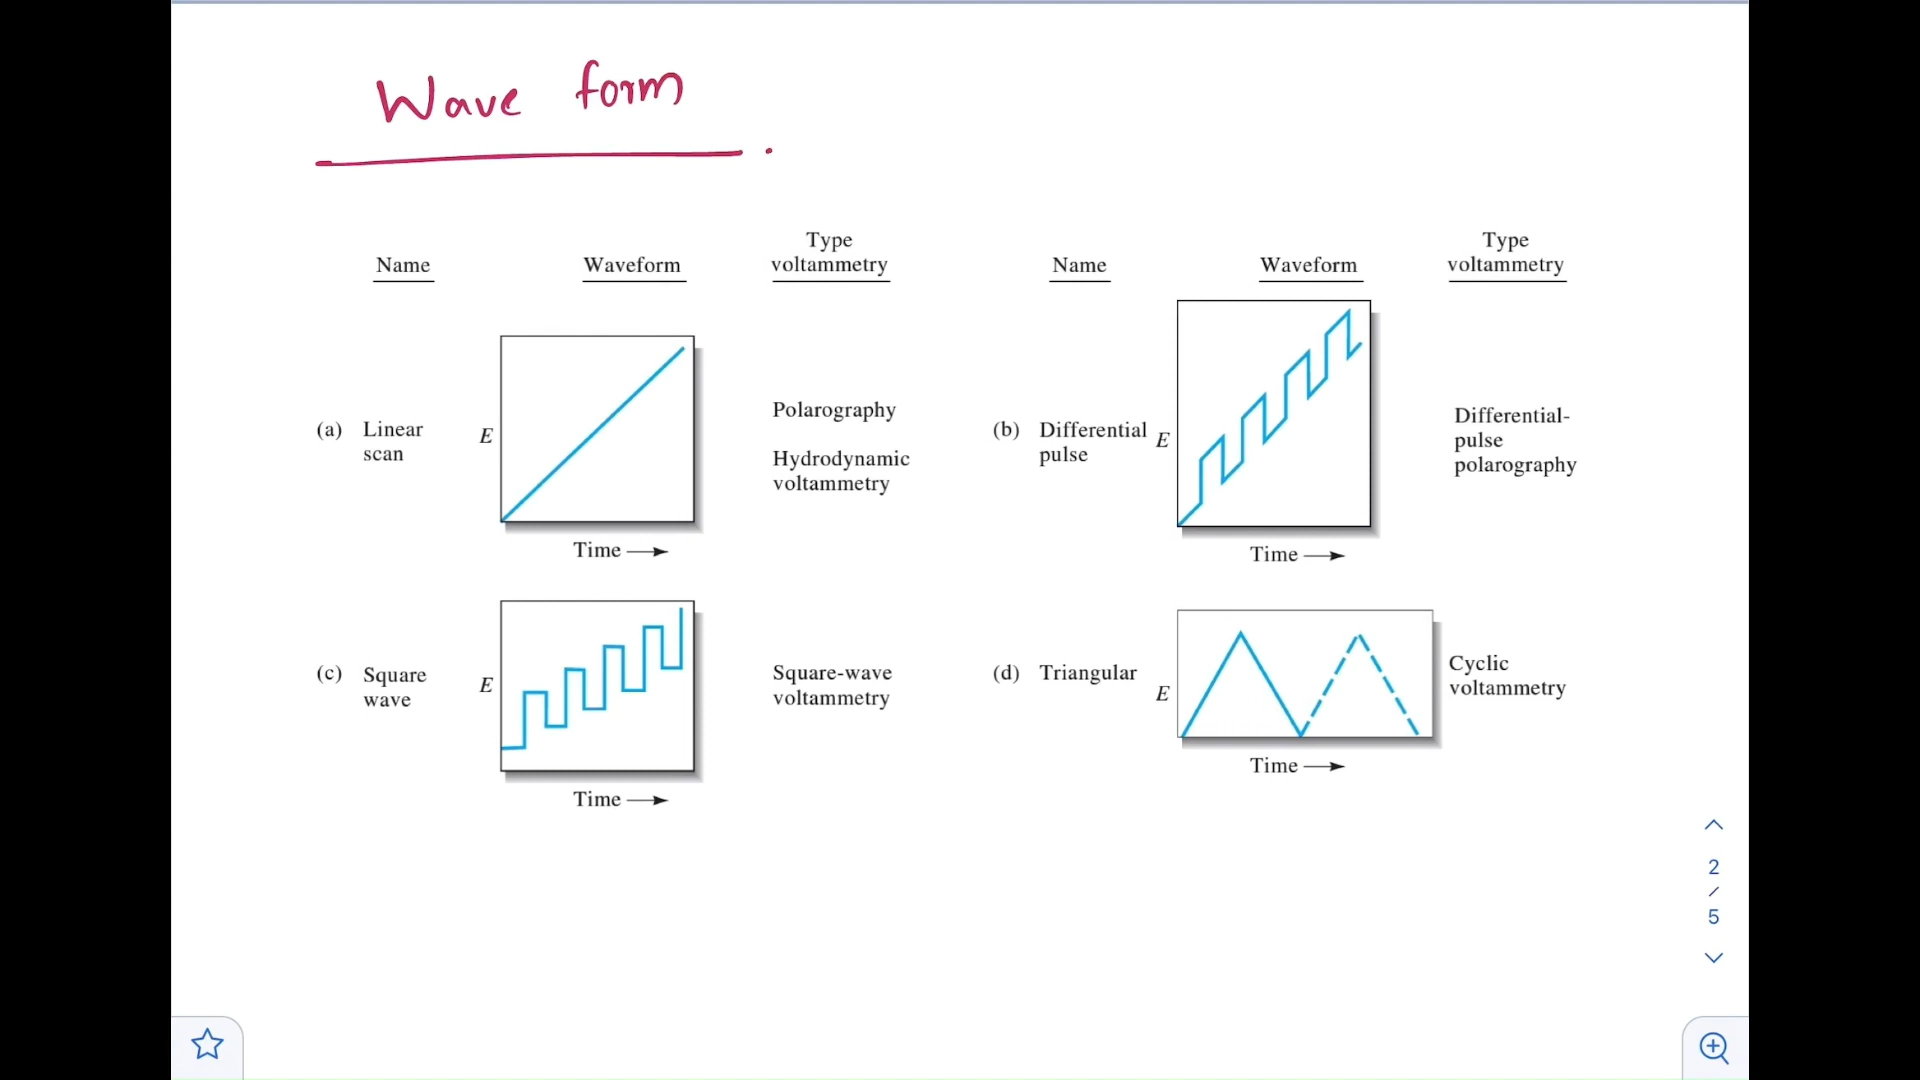 Wave form
Name
Waveform
Type
voltammetry
(a) Linear
scan
E
Time
Polarography
Hydrodynamic
voltammetry
(c) Square
wave
E
Time
Square-wave
voltammetry
Name
Waveform
Type
voltammetry
(b) Differential
pulse
E
Time
Differential-
pulse
polarography
(d) Triangular
E
Time
Cyclic
voltammetry
2
/
5